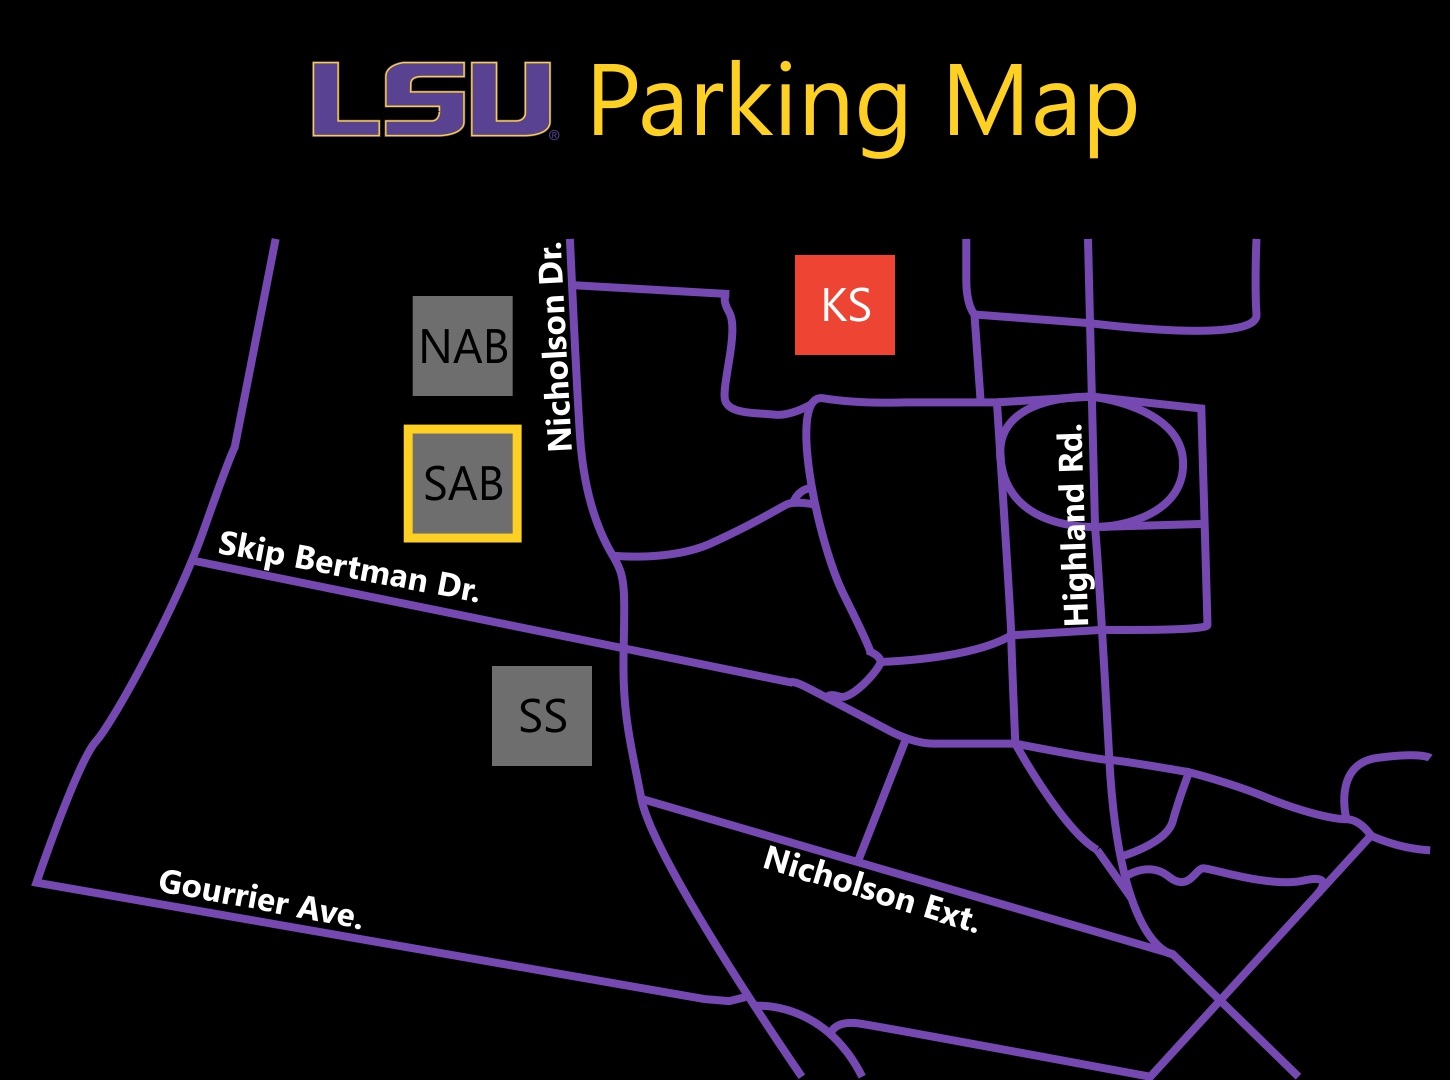 LSU® Parking Map
Nicholson Dr.
KS
NAB
SAB
Highland Rd.
Skip Bertman Dr.
SS
Nicholson Ext.
Gourrier Ave.